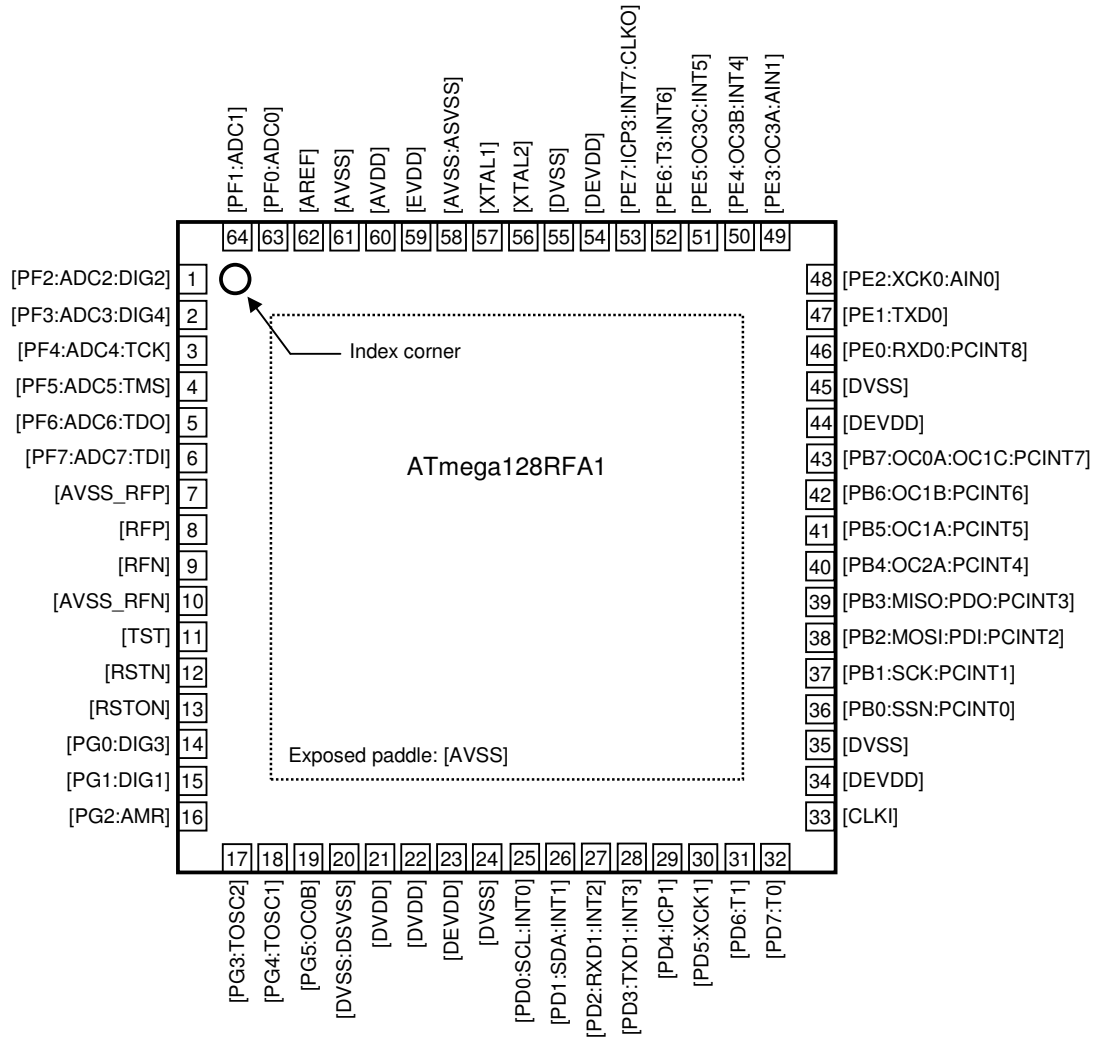 [PF1:ADC1]
[PF0:ADC0]
[AREF]
[AVSS]
[AVDD]
[EVDD]
[AVSS:ASVSS]
[XTAL1]
[XTAL2]
[DVSS]
[DEVDD]
[PE7:ICP3:INT7:CLKO]
[PE6:T3:INT6]
[PE5:OC3C:INT5]
[PE4:OC3B:INT4]
[PE3:OC3A:AIN1]
64 63 62 61 60 59 58 57 56 55 54 53 52 51 50 49
[PF2:ADC2:DIG2] 1
[PF3:ADC3:DIG4] 2
[PF4:ADC4:TCK] 3
[PF5:ADC5:TMS] 4
[PF6:ADC6:TDO] 5
[PF7:ADC7:TDI] 6
[AVSS_RFP] 7
[RFP] 8
[RFN] 9
[AVSS_RFN] 10
[TST] 11
[RSTN] 12
[RSTON] 13
[PG0:DIG3] 14
[PG1:DIG1] 15
[PG2:AMR] 16
Index corner
ATmega128RFA1
Exposed paddle: [AVSS]
48 [PE2:XCK0:AIN0]
47 [PE1:TXD0]
46 [PE0:RXD0:PCINT8]
45 [DVSS]
44 [DEVDD]
43 [PB7:OC0A:OC1C:PCINT7]
42 [PB6:OC1B:PCINT6]
41 [PB5:OC1A:PCINT5]
40 [PB4:OC2A:PCINT4]
39 [PB3:MISO:PDO:PCINT3]
38 [PB2:MOSI:PDI:PCINT2]
37 [PB1:SCK:PCINT1]
36 [PB0:SSN:PCINT0]
35 [DVSS]
34 [DEVDD]
33 [CLKI]
17 18 19 20 21 22 23 24 25 26 27 28 29 30 31 32
[PG3:TOSC2]
[PG4:TOSC1]
[PG5:OC0B]
[DVSS:DSVSS]
[DVDD]
[DVDD]
[DEVDD]
[DVSS]
[PD0:SCL:INT0]
[PD1:SDA:INT1]
[PD2:RXD1:INT2]
[PD3:TXD1:INT3]
[PD4:ICP1]
[PD5:XCK1]
[PD6:T1]
[PD7:T0]